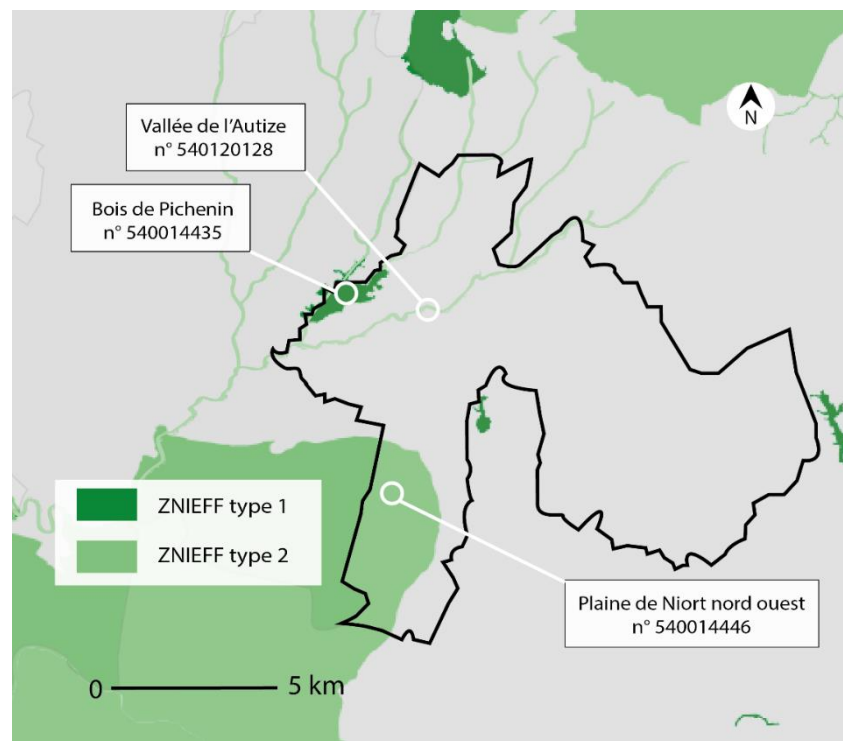 N
Vallée de l'Autize
n° 540120128
Bois de Pichenin
n° 540014435
ZNIEFF type 1
ZNIEFF type 2
Plaine de Niort nord ouest
n° 540014446
0 5 km